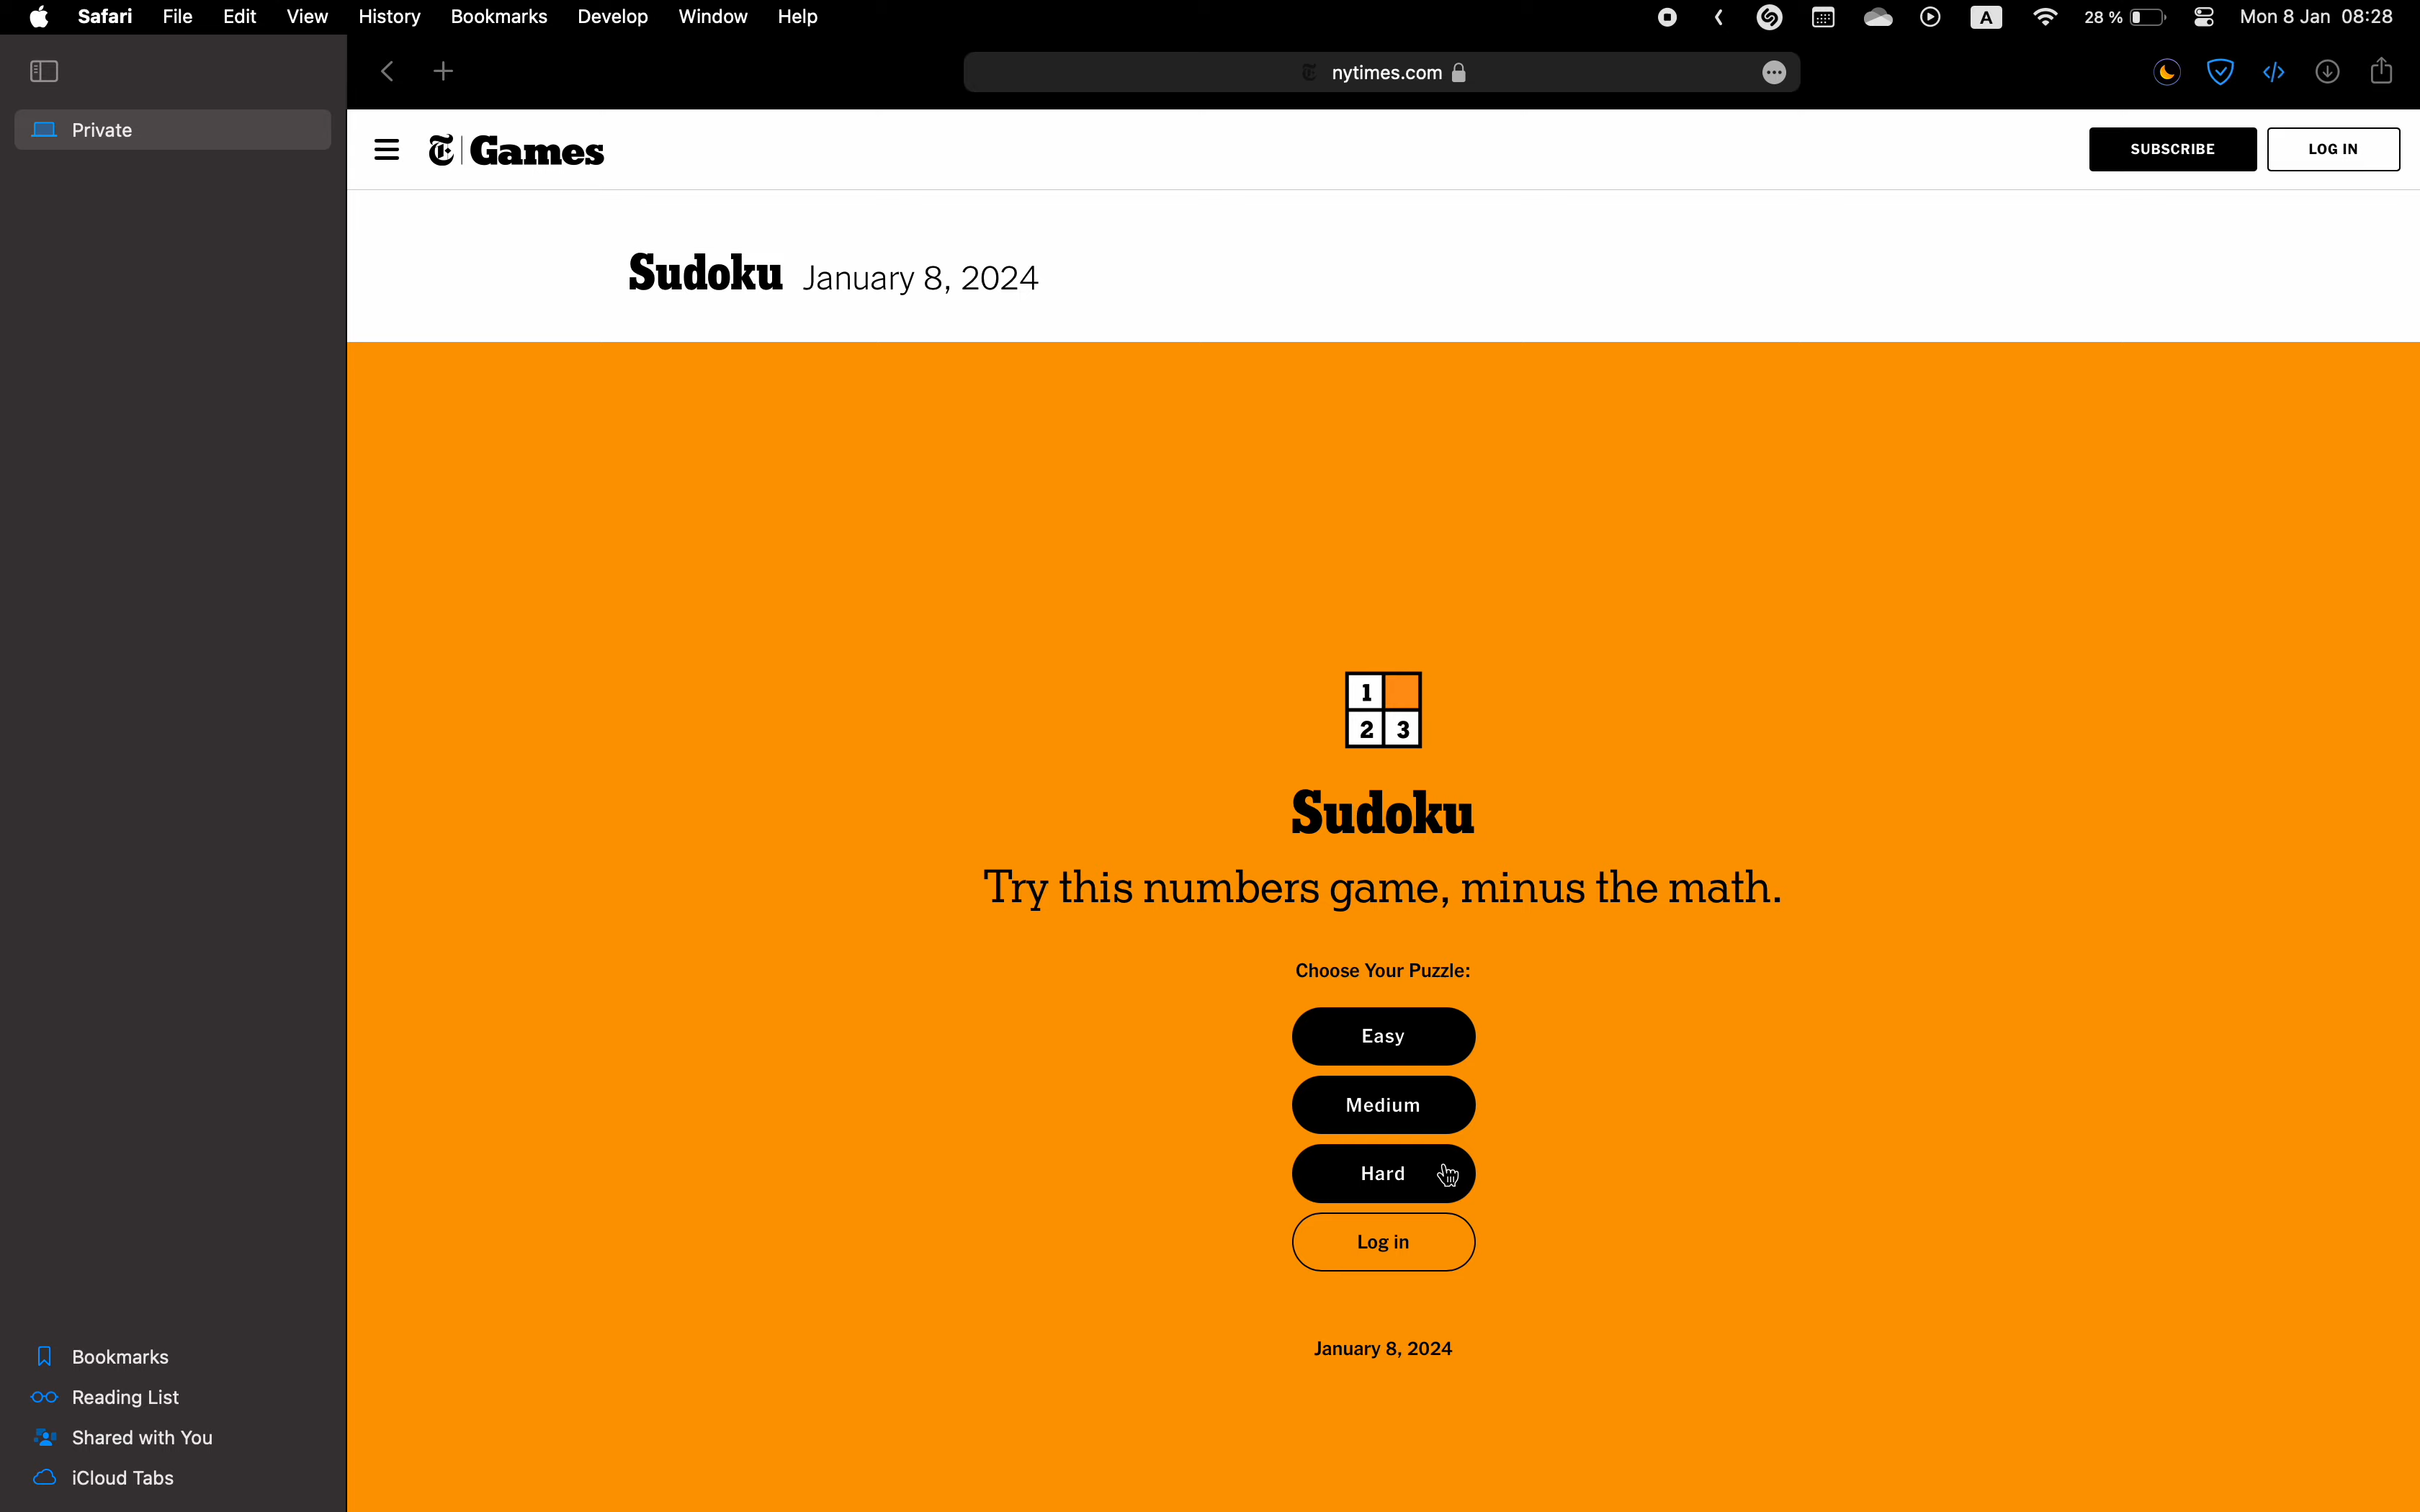 Safari File Edit View History Bookmarks Develop Window Help A 28 % Mon 8 Jan 08:28
nytimes.com
Private
T Games
SUBSCRIBE LOG IN
Sudoku January 8, 2024
1
2 3
Sudoku
Try this numbers game, minus the math.
Choose Your Puzzle:
Easy
Medium
Hard
Log in
January 8, 2024
Bookmarks
Reading List
Shared with You
iCloud Tabs